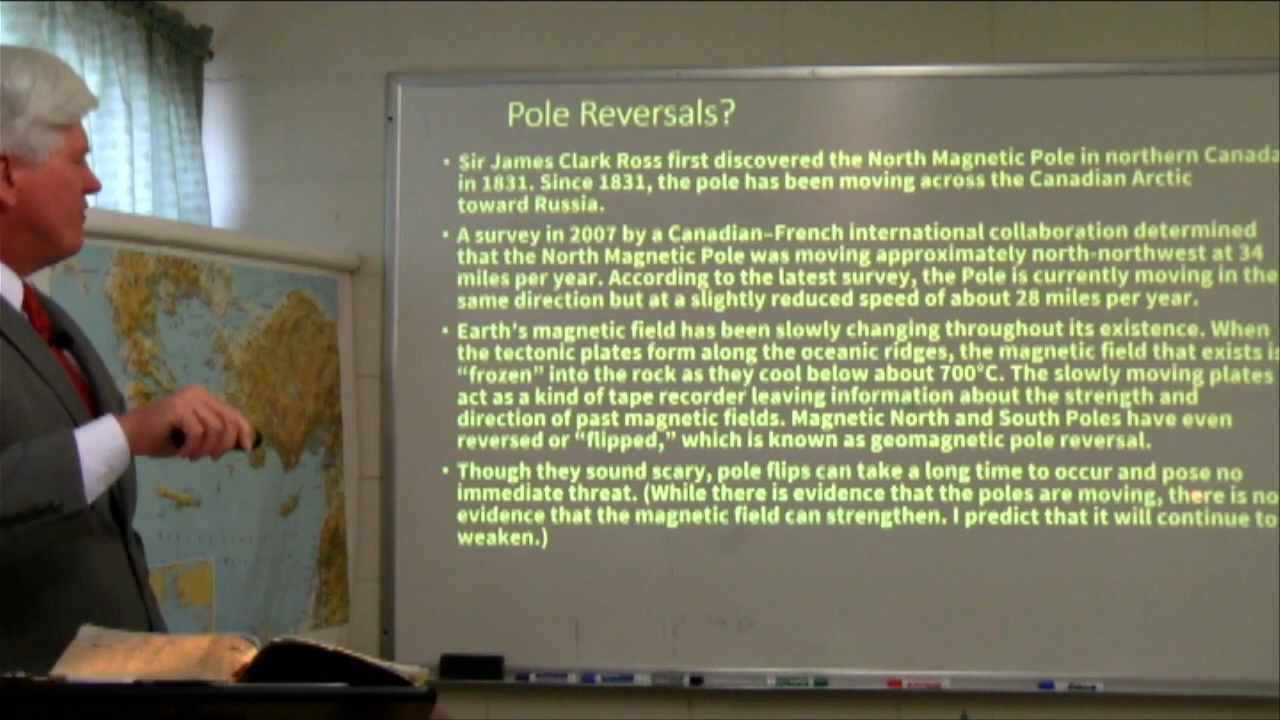 Pole Reversals?
• Sir James Clark Ross first discovered the North Magnetic Pole in northern Canada
in 1831. Since 1831, the pole has been moving across the Canadian Arctic
toward Russia.
• A survey in 2007 by a Canadian–French international collaboration determined
that the North Magnetic Pole was moving approximately north-northwest at 34
miles per year. According to the latest survey, the Pole is currently moving in the
same direction but at a slightly reduced speed of about 28 miles per year.
• Earth's magnetic field has been slowly changing throughout its existence. When
the tectonic plates form along the oceanic ridges, the magnetic field that exists is
"frozen" into the rock as they cool below about 700°C. The slowly moving plates
act as a kind of tape recorder leaving information about the strength and
direction of past magnetic fields. Magnetic North and South Poles have even
reversed or "flipped," which is known as geomagnetic pole reversal.
• Though they sound scary, pole flips can take a long time to occur and pose no
immediate threat. (While there is evidence that the poles are moving, there is no
evidence that the magnetic field can strengthen. I predict that it will continue to
weaken.)